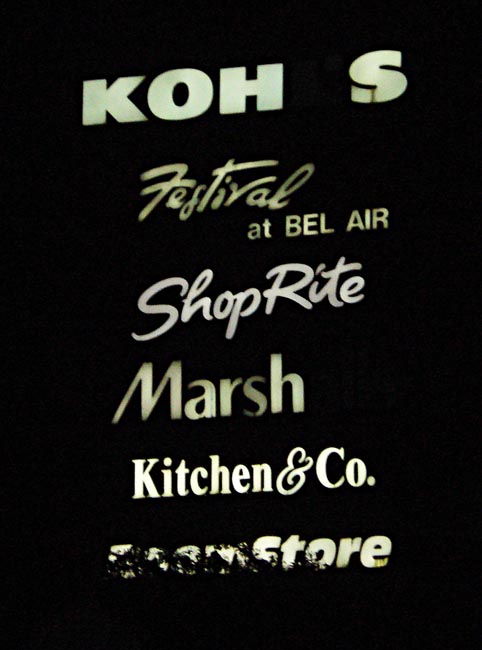 KOH S
Festival
at BEL AIR
ShopRite
Marsh
Kitchen&Co.
Store